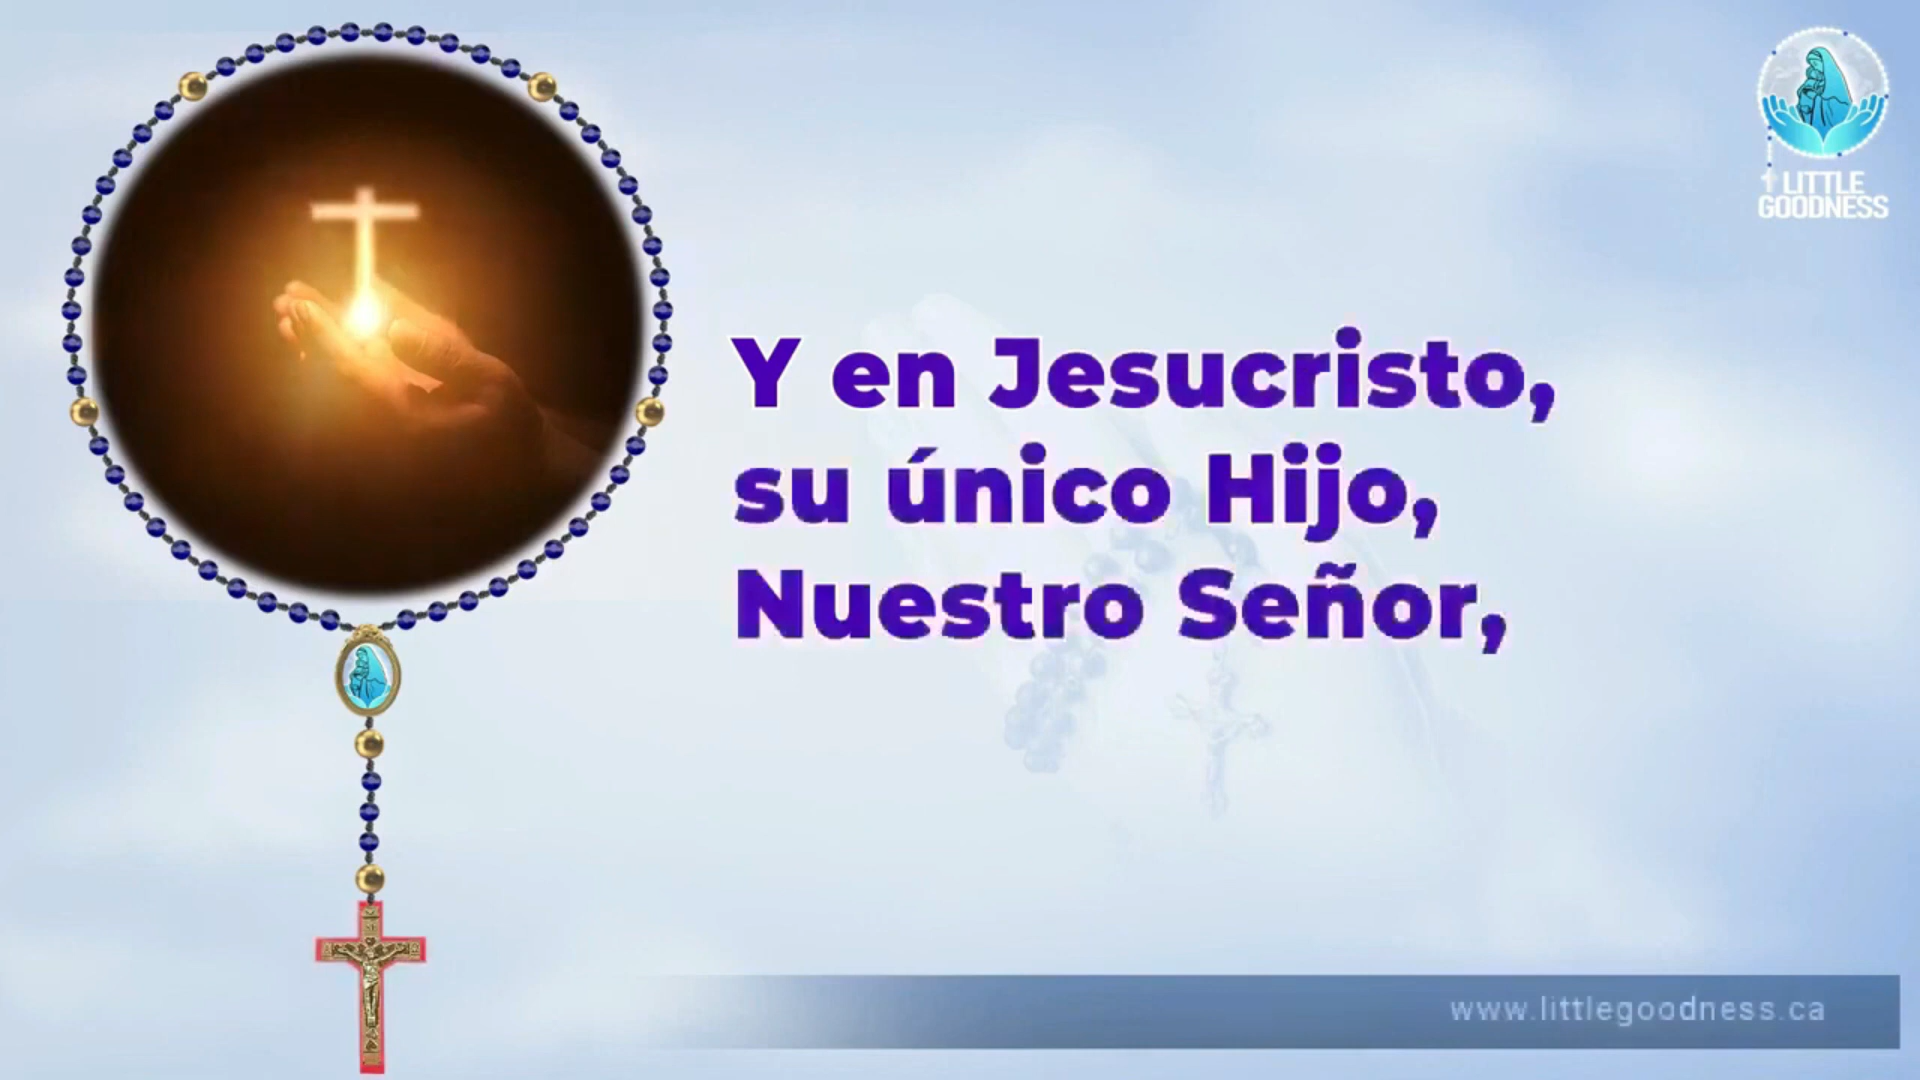 LITTLE
GOODNESS
Y en Jesucristo,
su único Hijo,
Nuestro Señor,
www.littlegoodness.ca